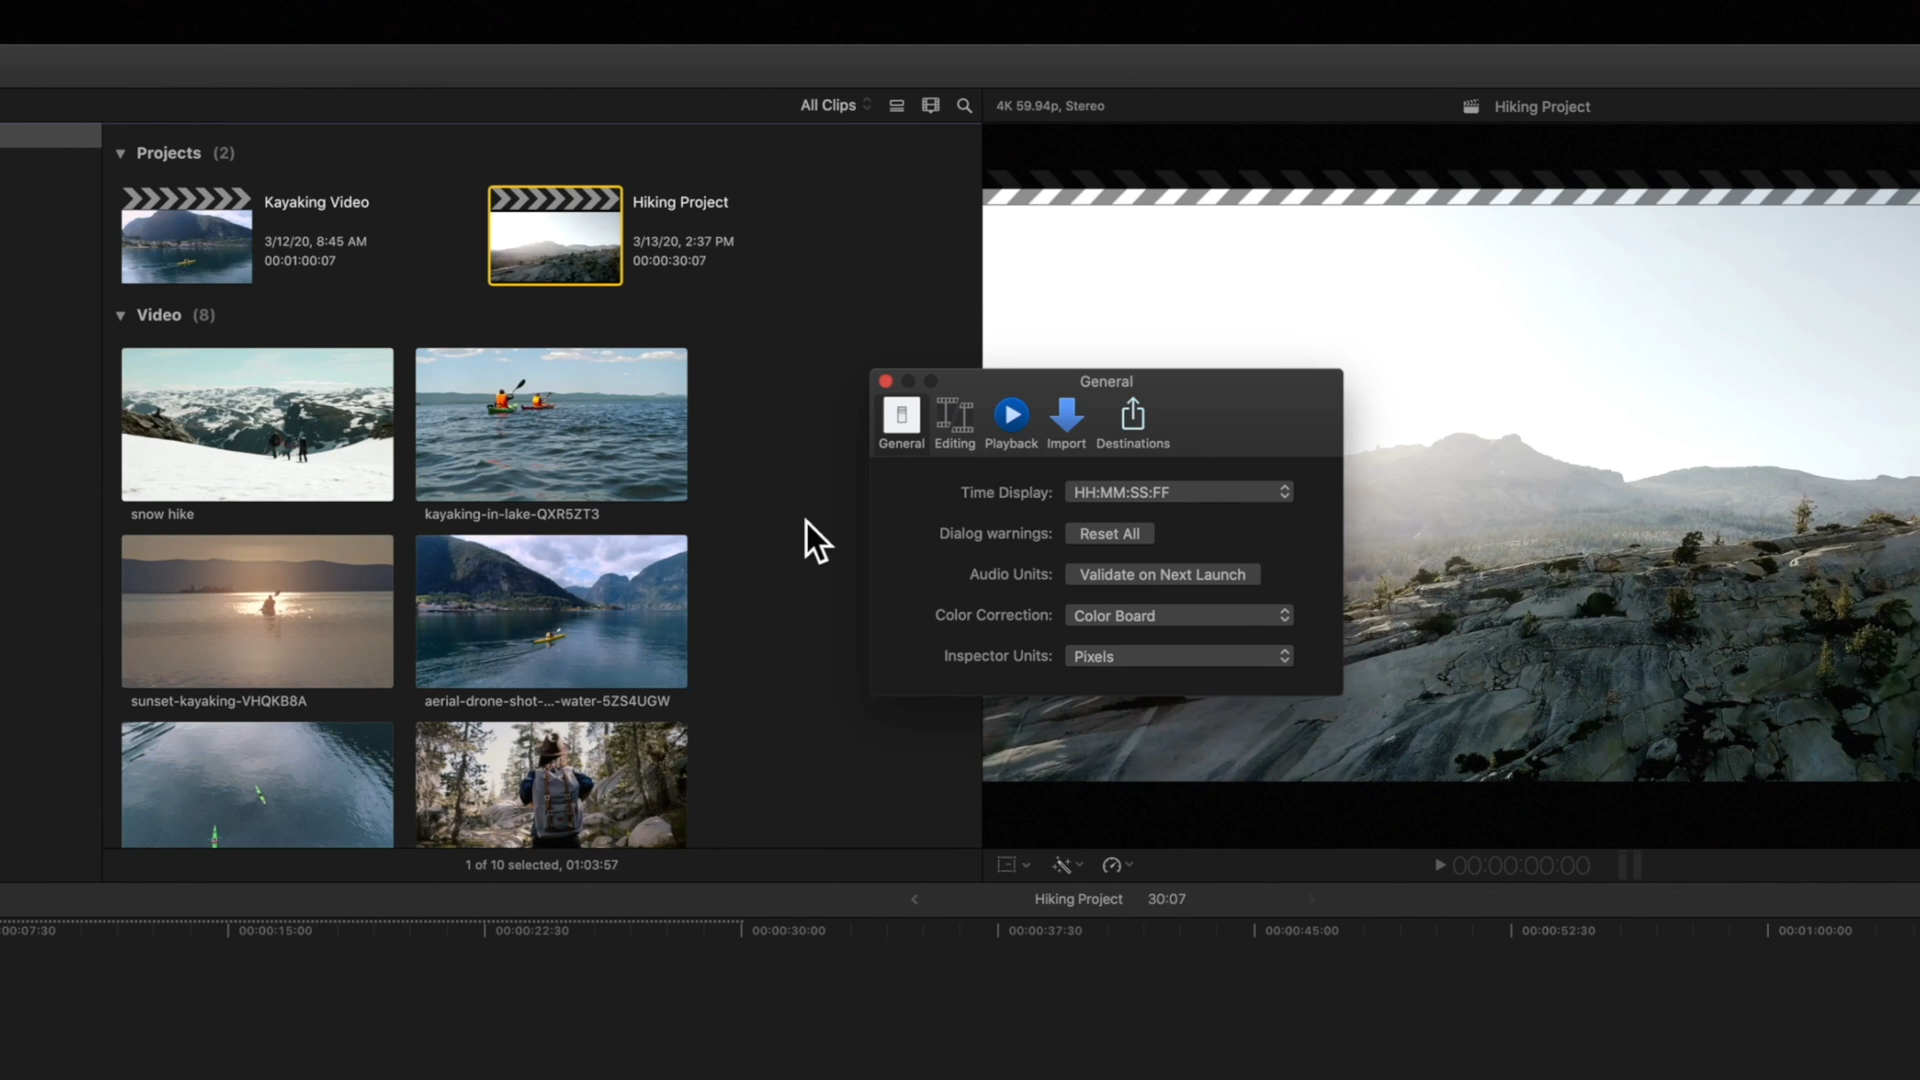 All Clips
4K 59.94p, Stereo
Hiking Project
Projects (2)
Kayaking Video
3/12/20, 8:45 AM
00:01:00:07
Hiking Project
3/13/20, 2:37 PM
00:00:30:07
Video (8)
snow hike
kayaking-in-lake-QXR5ZT3
sunset-kayaking-VHQKB8A
aerial-drone-shot-...-water-5ZS4UGW
General
General Editing Playback Import Destinations
Time Display: HH:MM:SS:FF
Dialog warnings: Reset All
Audio Units: Validate on Next Launch
Color Correction: Color Board
Inspector Units: Pixels
1 of 10 selected, 01:03:57
00:00:00:00
Hiking Project 30:07
:00:07:30 00:00:15:00 00:00:22:30 00:00:30:00 00:00:37:30 00:00:45:00 00:00:52:30 00:01:00:00